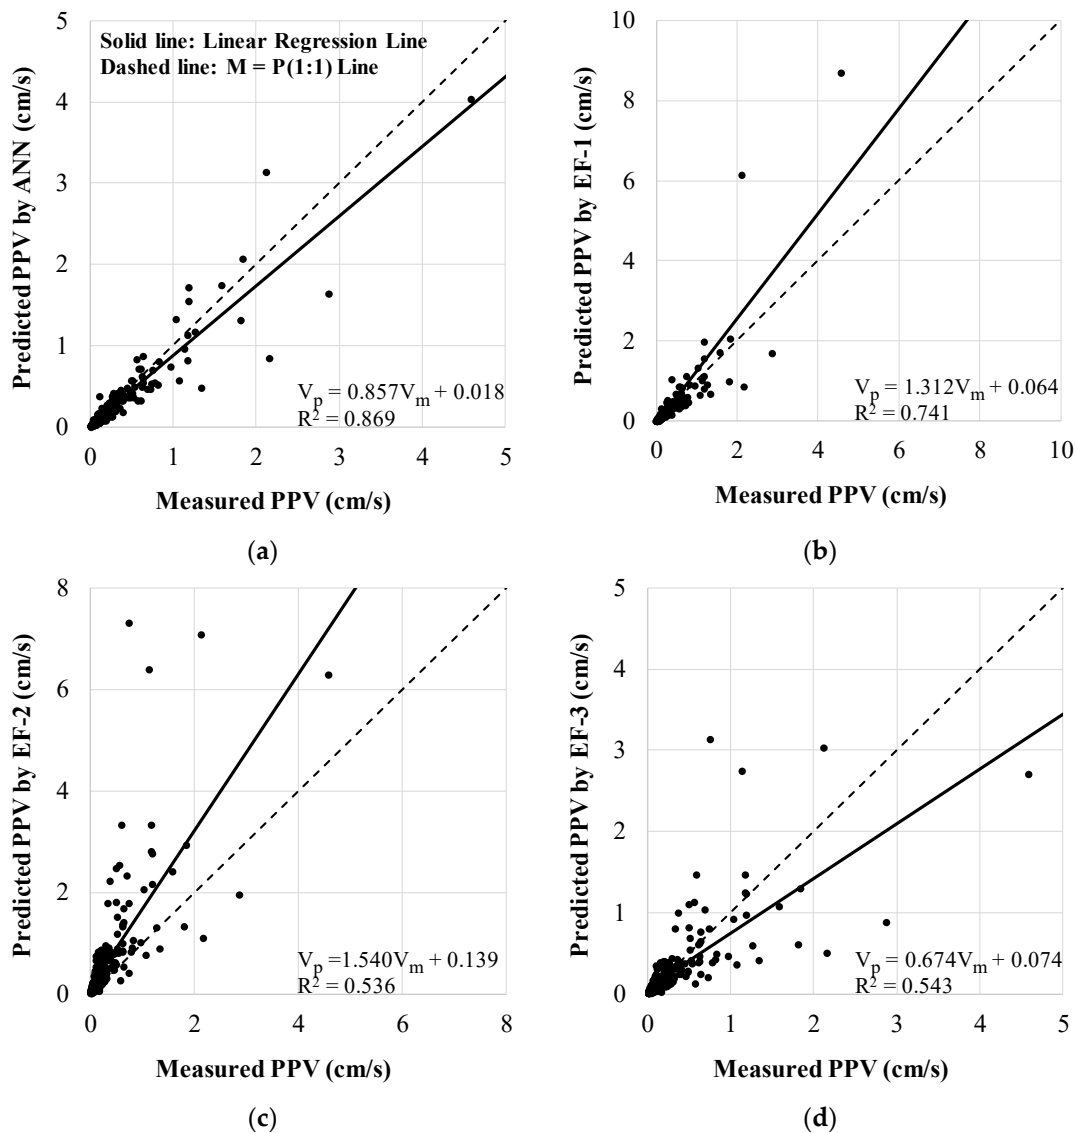 Solid line: Linear Regression Line
Dashed line: M = P(1:1) Line
Predicted PPV by ANN (cm/s)
5
4
3
2
1
0
V_p = 0.857V_m + 0.018
R² = 0.869
0 1 2 3 4 5
Measured PPV (cm/s)
(a)
Predicted PPV by EF-1 (cm/s)
10
8
6
4
2
0
V_p = 1.312V_m + 0.064
R² = 0.741
0 2 4 6 8 10
Measured PPV (cm/s)
(b)
Predicted PPV by EF-2 (cm/s)
8
6
4
2
0
V_p =1.540V_m + 0.139
R² = 0.536
0 2 4 6 8
Measured PPV (cm/s)
(c)
Predicted PPV by EF-3 (cm/s)
5
4
3
2
1
0
V_p = 0.674V_m + 0.074
R² = 0.543
0 1 2 3 4 5
Measured PPV (cm/s)
(d)